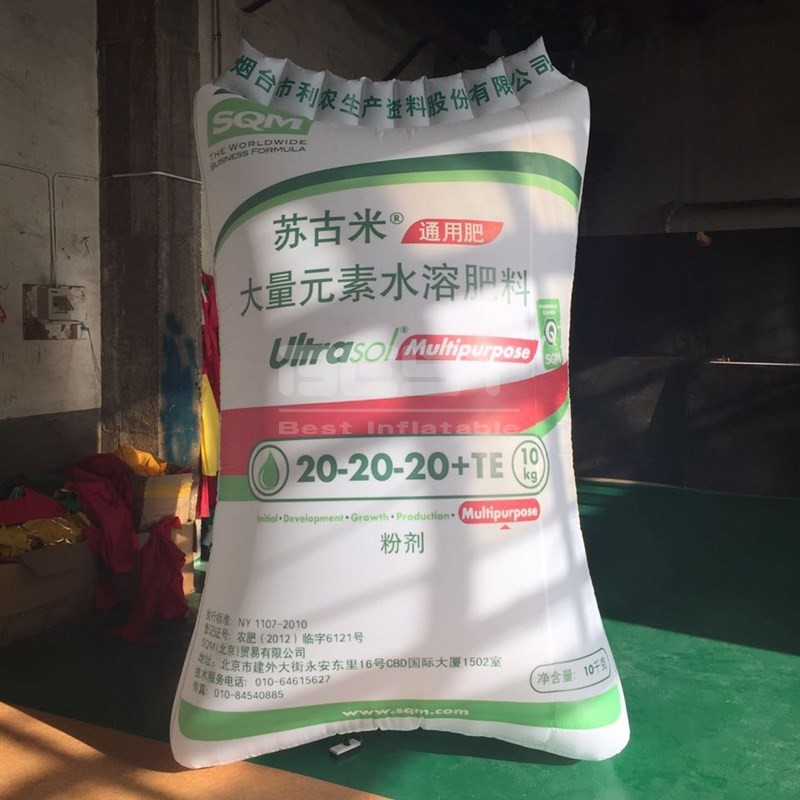 烟台市利农生产资料股份有限公司
SQM
THE WORLDWIDE
BUSINESS FORMULA
苏古米® 通用肥
大量元素水溶肥料
Ultrasol® Multipurpose
SQM
BEST
Best Inflatable
20-20-20+TE 10 kg
Initial • Development • Growth • Production • Multipurpose
粉剂
执行标准: NY 1107-2010
登记证号: 农肥(2012)临字6121号
SQM(北京)贸易有限公司
地址: 北京市建外大街永安东里16号CBD国际大厦1502室
技术服务电话: 010-64615627
传真: 010-84540885
净含量: 10千克
www.sqm.com